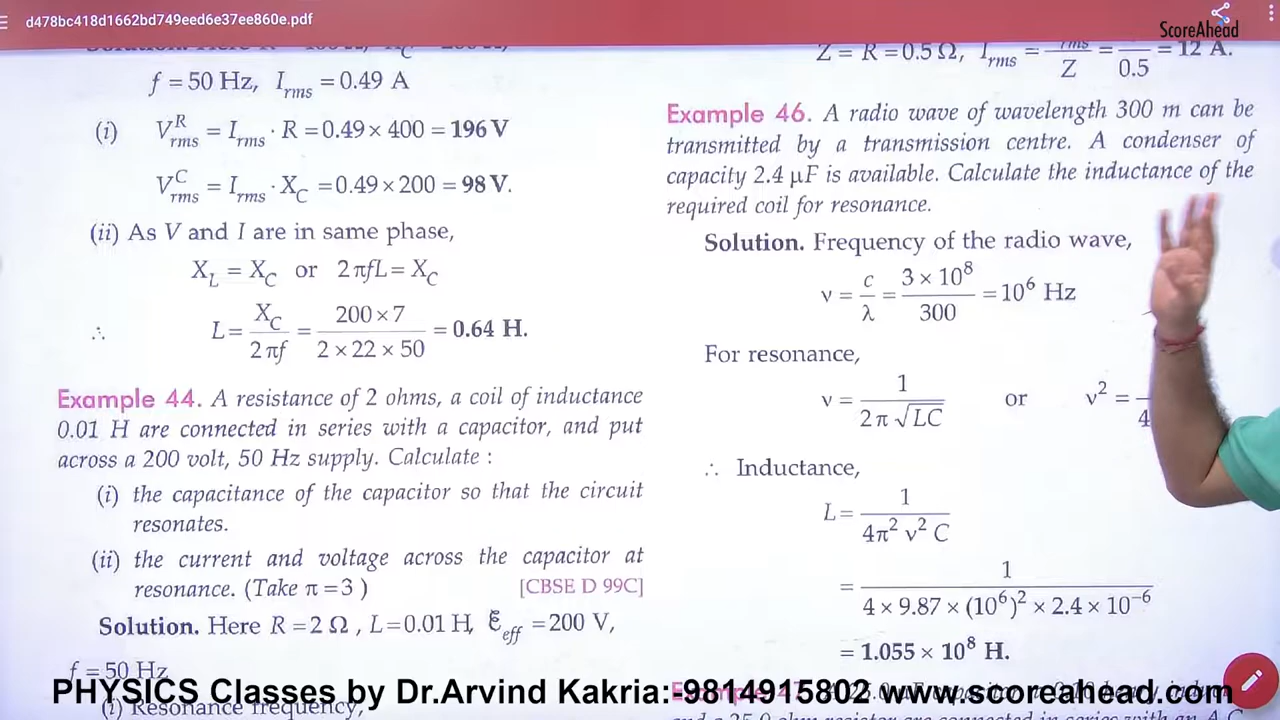 d478bc418d1662bd749eed6e37ee860e.pdf
ScoreAhead
f = 50 Hz, I_rms = 0.49 A
(i) V^R_rms = I_rms · R = 0.49 × 400 = 196 V
V^C_rms = I_rms · X_C = 0.49 × 200 = 98 V.
(ii) As V and I are in same phase,
X_L = X_C or 2πfL = X_C
∴ L = X_C / 2πf = 200 × 7 / 2 × 22 × 50 = 0.64 H.
Example 44. A resistance of 2 ohms, a coil of inductance
0.01 H are connected in series with a capacitor, and put
across a 200 volt, 50 Hz supply. Calculate :
(i) the capacitance of the capacitor so that the circuit
resonates.
(ii) the current and voltage across the capacitor at
resonance. (Take π = 3 ) [CBSE D 99C]
Solution. Here R = 2 Ω , L = 0.01 H, ℰ_eff = 200 V,
f = 50 Hz
(i) Resonance frequency,
Z = R = 0.5 Ω, I_rms = / Z = / 0.5 = 12 A.
Example 46. A radio wave of wavelength 300 m can be
transmitted by a transmission centre. A condenser of
capacity 2.4 μF is available. Calculate the inductance of the
required coil for resonance.
Solution. Frequency of the radio wave,
ν = c / λ = 3 × 10^8 / 300 = 10^6 Hz
For resonance,
ν = 1 / 2π √LC or ν² = / 4
∴ Inductance,
L = 1 / 4π² ν² C
= 1 / 4 × 9.87 × (10^6)² × 2.4 × 10^−6
= 1.055 × 10^8 H.
PHYSICS Classes by Dr.Arvind Kakria:-9814915802 www.scoreahead.com